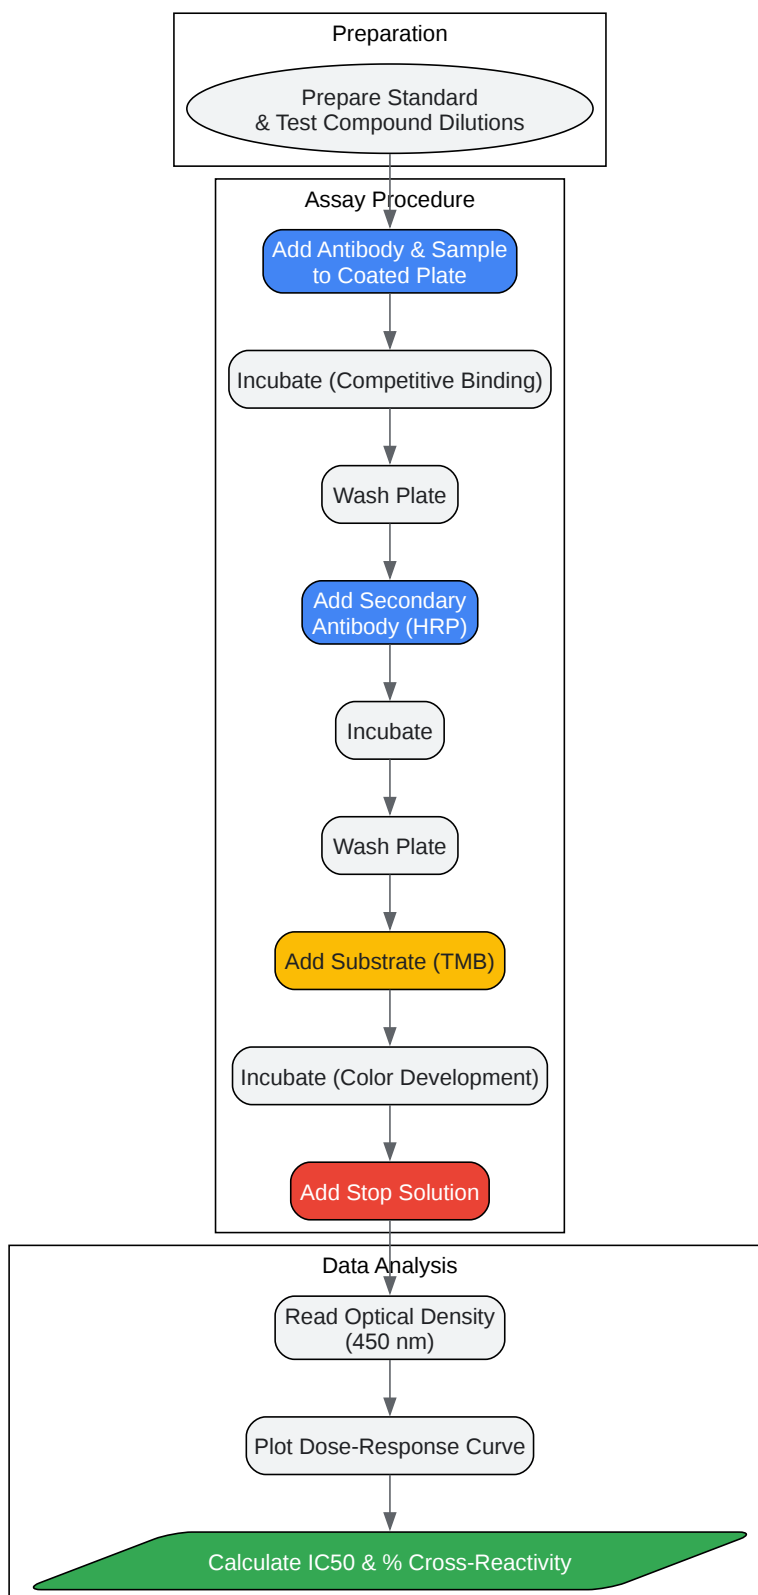 Preparation
Prepare Standard
& Test Compound Dilutions
Assay Procedure
Add Antibody & Sample
to Coated Plate
Incubate (Competitive Binding)
Wash Plate
Add Secondary
Antibody (HRP)
Incubate
Wash Plate
Add Substrate (TMB)
Incubate (Color Development)
Add Stop Solution
Data Analysis
Read Optical Density
(450 nm)
Plot Dose-Response Curve
Calculate IC50 & % Cross-Reactivity